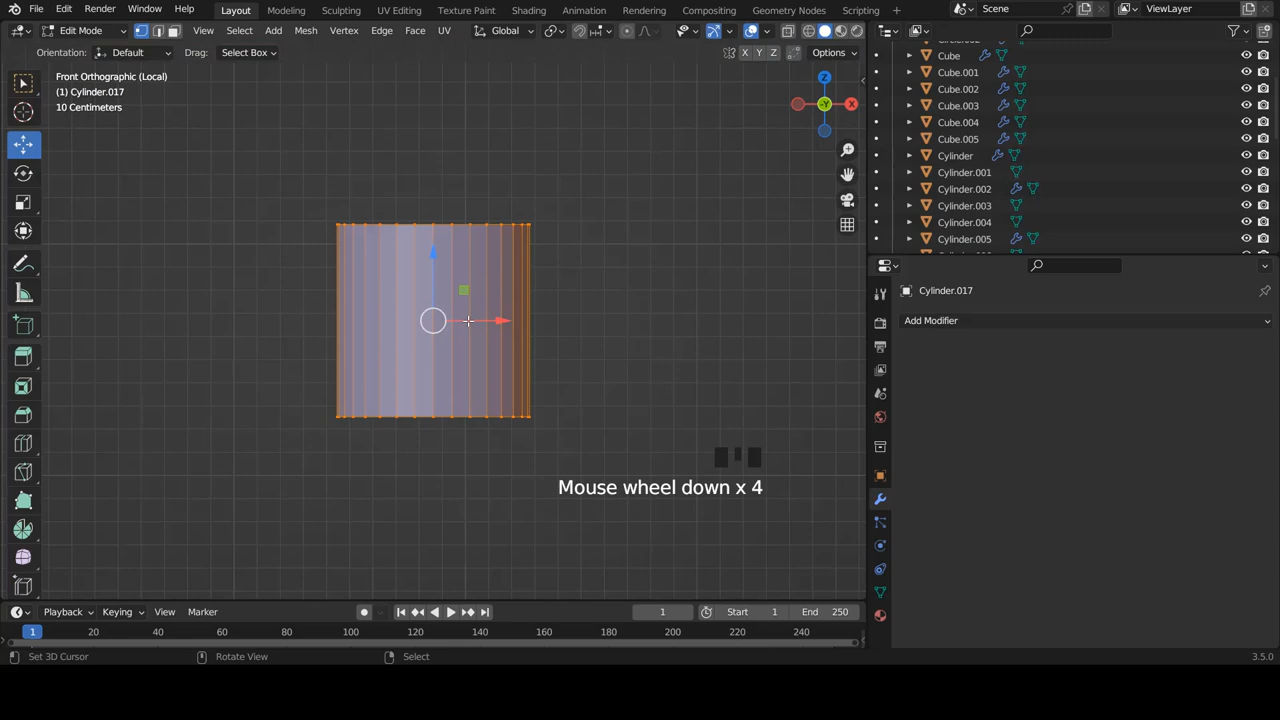 File Edit Render Window Help Layout Modeling Sculpting UV Editing Texture Paint Shading Animation Rendering Compositing Geometry Nodes Scripting + Scene ViewLayer
Edit Mode View Select Add Mesh Vertex Edge Face UV Global
Orientation: Default Drag: Select Box X Y Z Options
Front Orthographic (Local)
(1) Cylinder.017
10 Centimeters
Z
-Y X
Cube
Cube.001
Cube.002
Cube.003
Cube.004
Cube.005
Cylinder
Cylinder.001
Cylinder.002
Cylinder.003
Cylinder.004
Cylinder.005
Cylinder.017
Add Modifier
Mouse wheel down x 4
Playback Keying View Marker 1 Start 1 End 250
1 20 40 60 80 100 120 140 160 180 200 220 240
Set 3D Cursor Rotate View Select 3.5.0